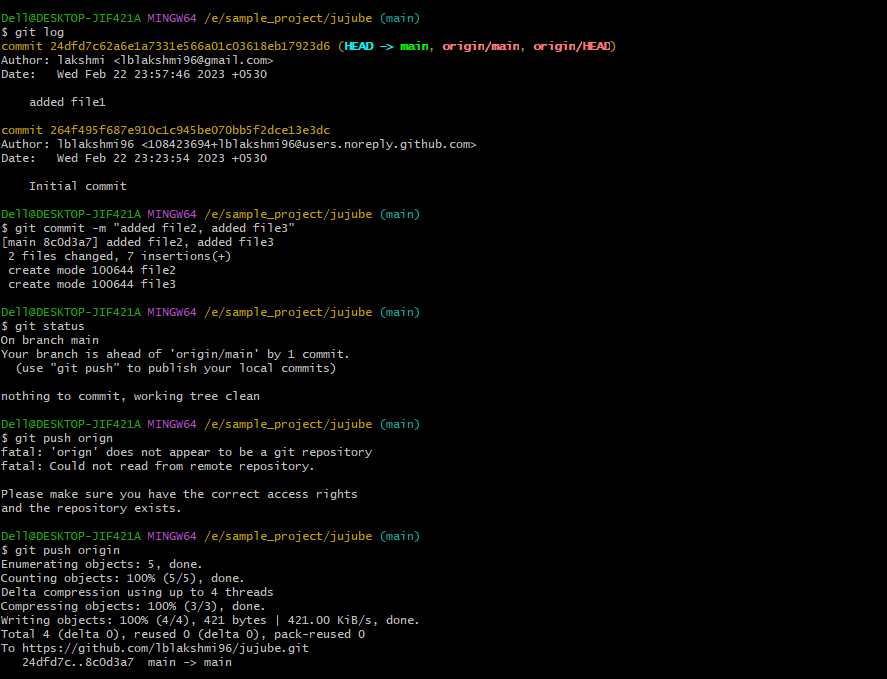 Dell@DESKTOP-JIF421A MINGW64 /e/sample_project/jujube (main)
$ git log
commit 24dfd7c62a6e1a7331e566a01c03618eb17923d6 (HEAD -> main, origin/main, origin/HEAD)
Author: lakshmi <lblakshmi96@gmail.com>
Date:   Wed Feb 22 23:57:46 2023 +0530

    added file1

commit 264f495f687e910c1c945be070bb5f2dce13e3dc
Author: lblakshmi96 <108423694+lblakshmi96@users.noreply.github.com>
Date:   Wed Feb 22 23:23:54 2023 +0530

    Initial commit

Dell@DESKTOP-JIF421A MINGW64 /e/sample_project/jujube (main)
$ git commit -m "added file2, added file3"
[main 8c0d3a7] added file2, added file3
 2 files changed, 7 insertions(+)
 create mode 100644 file2
 create mode 100644 file3

Dell@DESKTOP-JIF421A MINGW64 /e/sample_project/jujube (main)
$ git status
On branch main
Your branch is ahead of 'origin/main' by 1 commit.
  (use "git push" to publish your local commits)

nothing to commit, working tree clean

Dell@DESKTOP-JIF421A MINGW64 /e/sample_project/jujube (main)
$ git push orign
fatal: 'orign' does not appear to be a git repository
fatal: Could not read from remote repository.

Please make sure you have the correct access rights
and the repository exists.

Dell@DESKTOP-JIF421A MINGW64 /e/sample_project/jujube (main)
$ git push origin
Enumerating objects: 5, done.
Counting objects: 100% (5/5), done.
Delta compression using up to 4 threads
Compressing objects: 100% (3/3), done.
Writing objects: 100% (4/4), 421 bytes | 421.00 KiB/s, done.
Total 4 (delta 0), reused 0 (delta 0), pack-reused 0
To https://github.com/lblakshmi96/jujube.git
   24dfd7c..8c0d3a7  main -> main